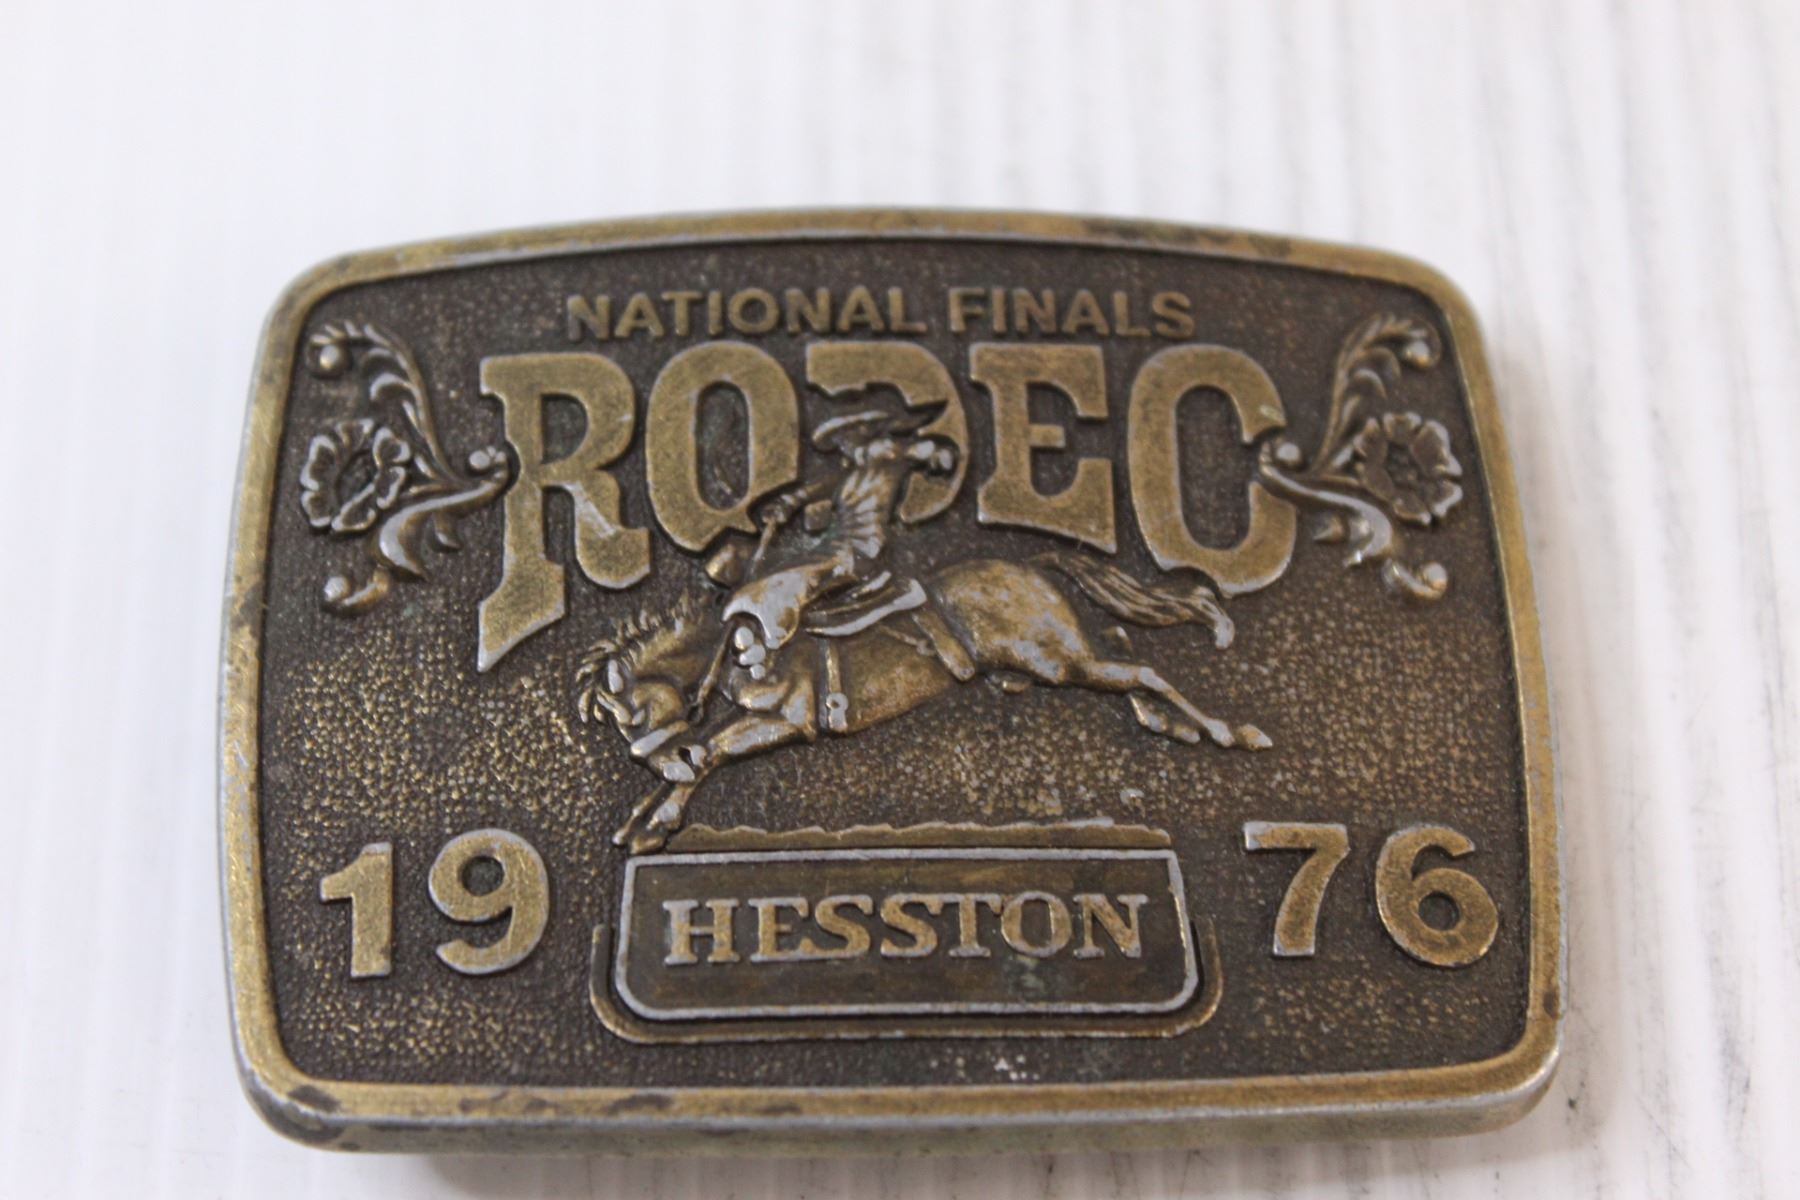 NATIONAL FINALS
RODEO
19 76
HESSTON